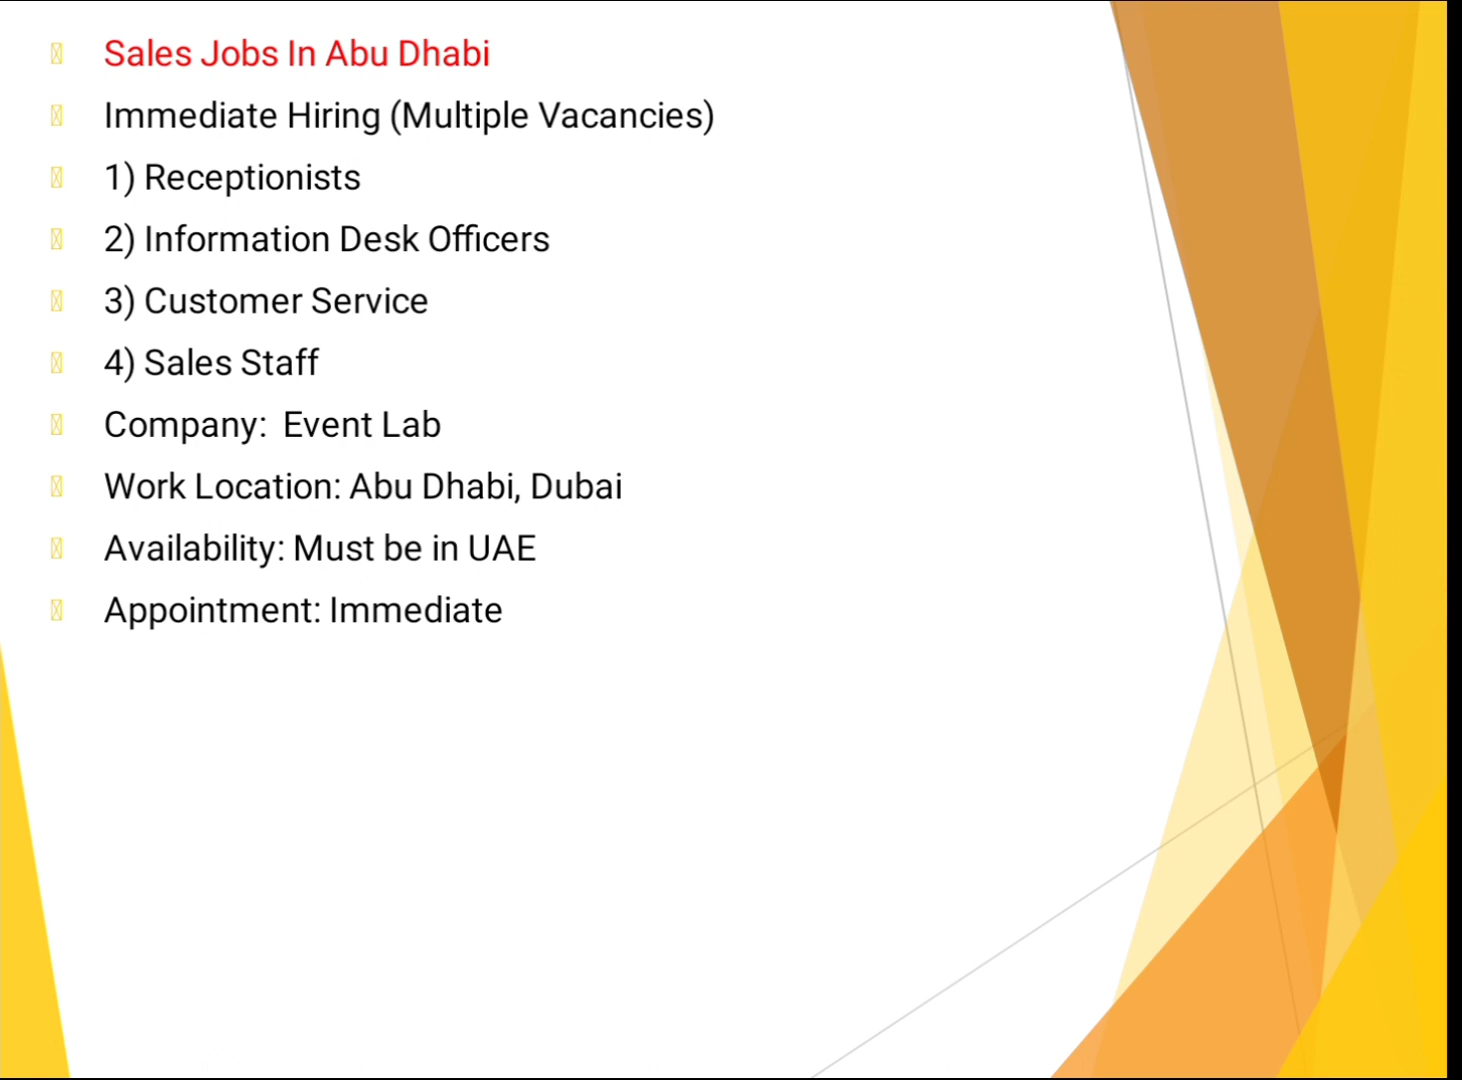 Sales Jobs In Abu Dhabi
Immediate Hiring (Multiple Vacancies)
1) Receptionists
2) Information Desk Officers
3) Customer Service
4) Sales Staff
Company:  Event Lab
Work Location: Abu Dhabi, Dubai
Availability: Must be in UAE
Appointment: Immediate